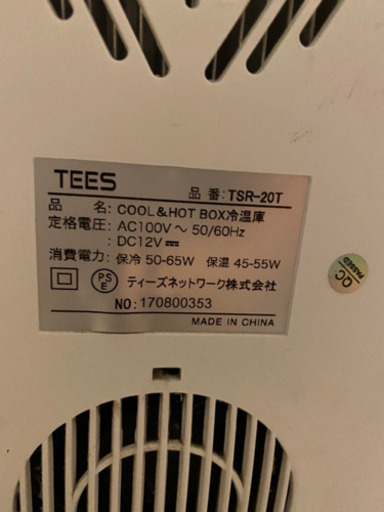 TEES 品 番: TSR-20T
品 名: COOL&HOT BOX冷温庫
定格電圧: AC100V～50/60Hz
DC12V⎓
消費電力: 保冷 50-65W 保温 45-55W
PSE ティーズネットワーク株式会社
NO: 170800353
MADE IN CHINA
QC PASSED